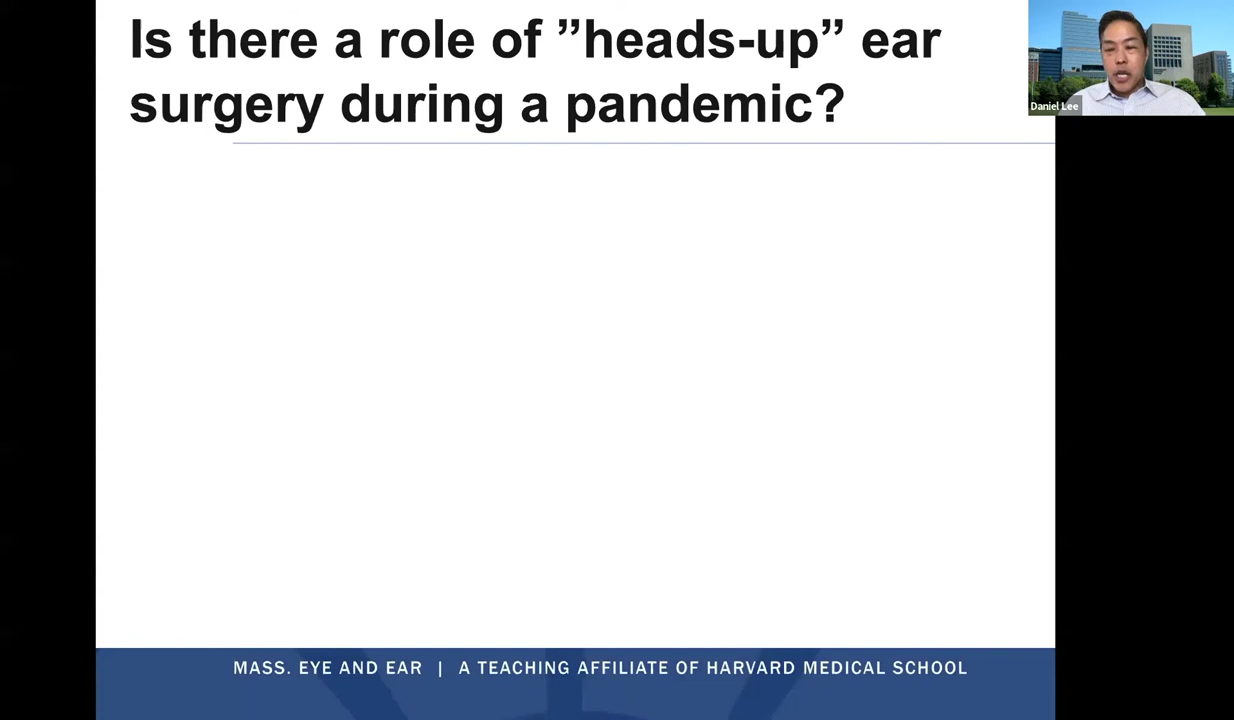 Is there a role of ”heads-up” ear
surgery during a pandemic?
Daniel Lee
MASS. EYE AND EAR | A TEACHING AFFILIATE OF HARVARD MEDICAL SCHOOL